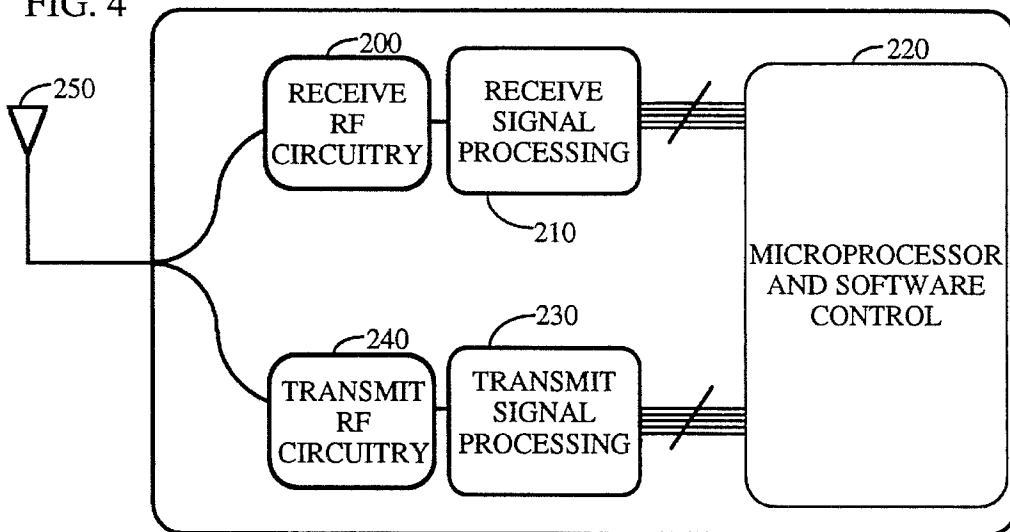 FIG. 4
250
200
RECEIVE
RF
CIRCUITRY
RECEIVE
SIGNAL
PROCESSING
210
220
MICROPROCESSOR
AND SOFTWARE
CONTROL
240
TRANSMIT
RF
CIRCUITRY
230
TRANSMIT
SIGNAL
PROCESSING